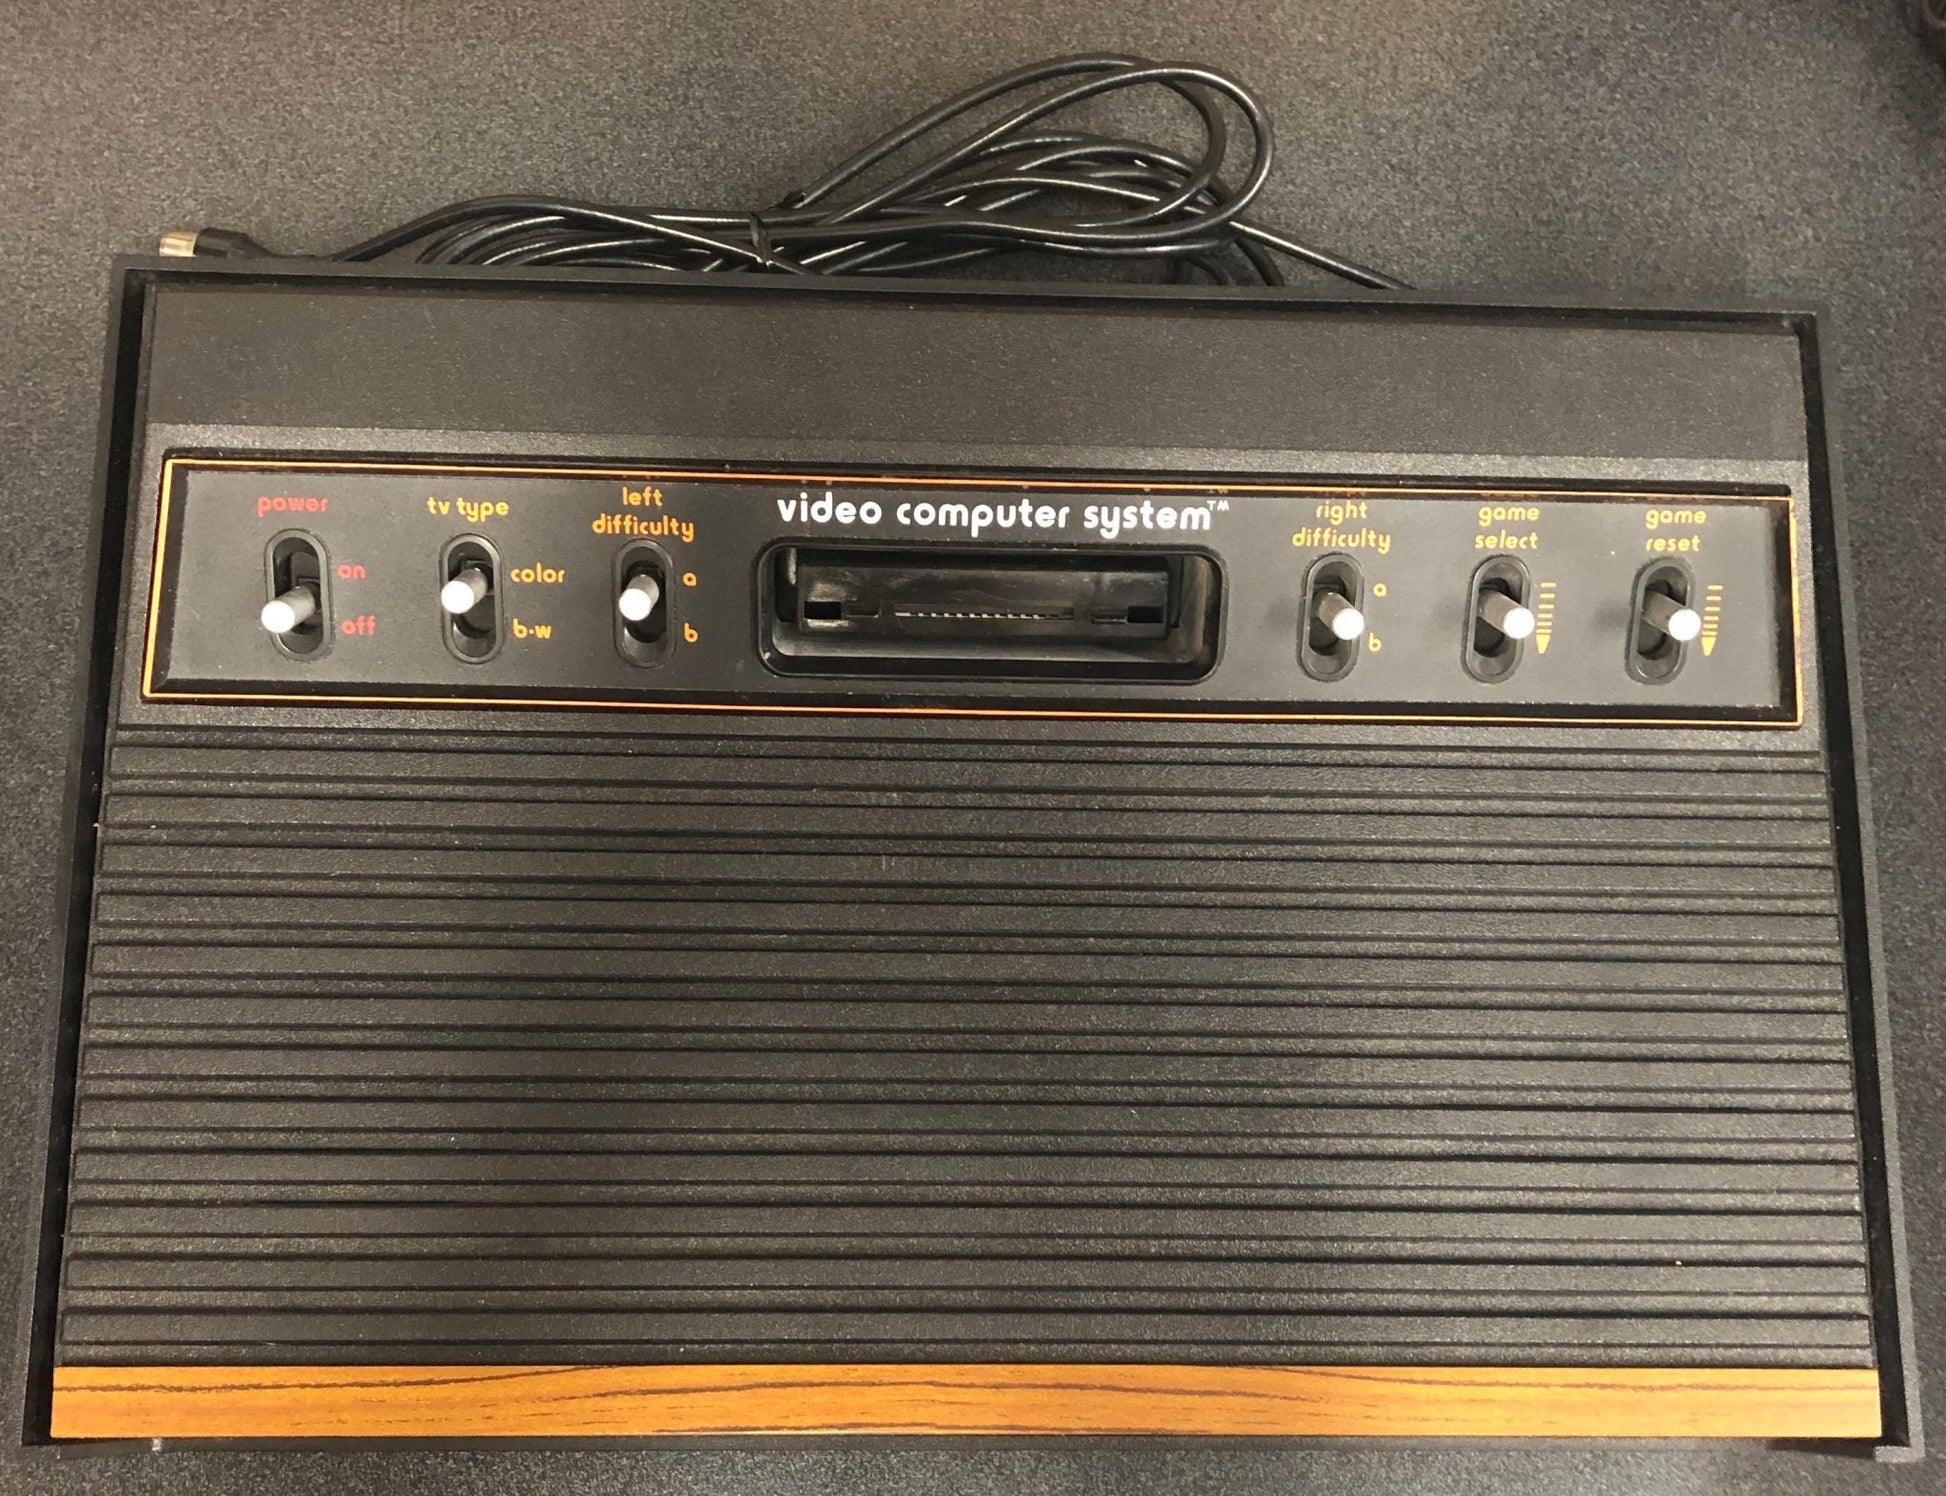 power
on
off
tv type
color
b·w
left
difficulty
a
b
video computer system™
right
difficulty
a
b
game
select
game
reset